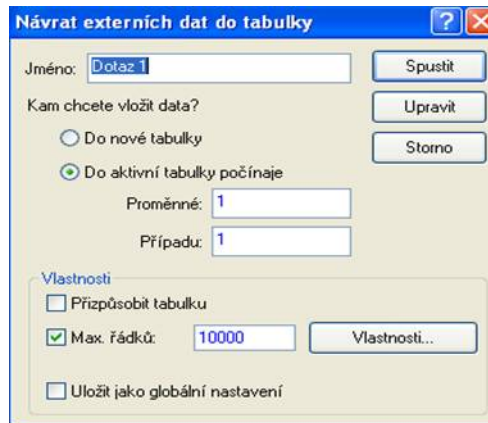 Návrat externích dat do tabulky
Jméno: Dotaz 1
Spustit
Kam chcete vložit data?
Upravit
Do nové tabulky
Storno
Do aktivní tabulky počínaje
Proměnné: 1
Případu: 1
Vlastnosti
Přizpůsobit tabulku
Max. řádků: 10000 Vlastnosti...
Uložit jako globální nastavení